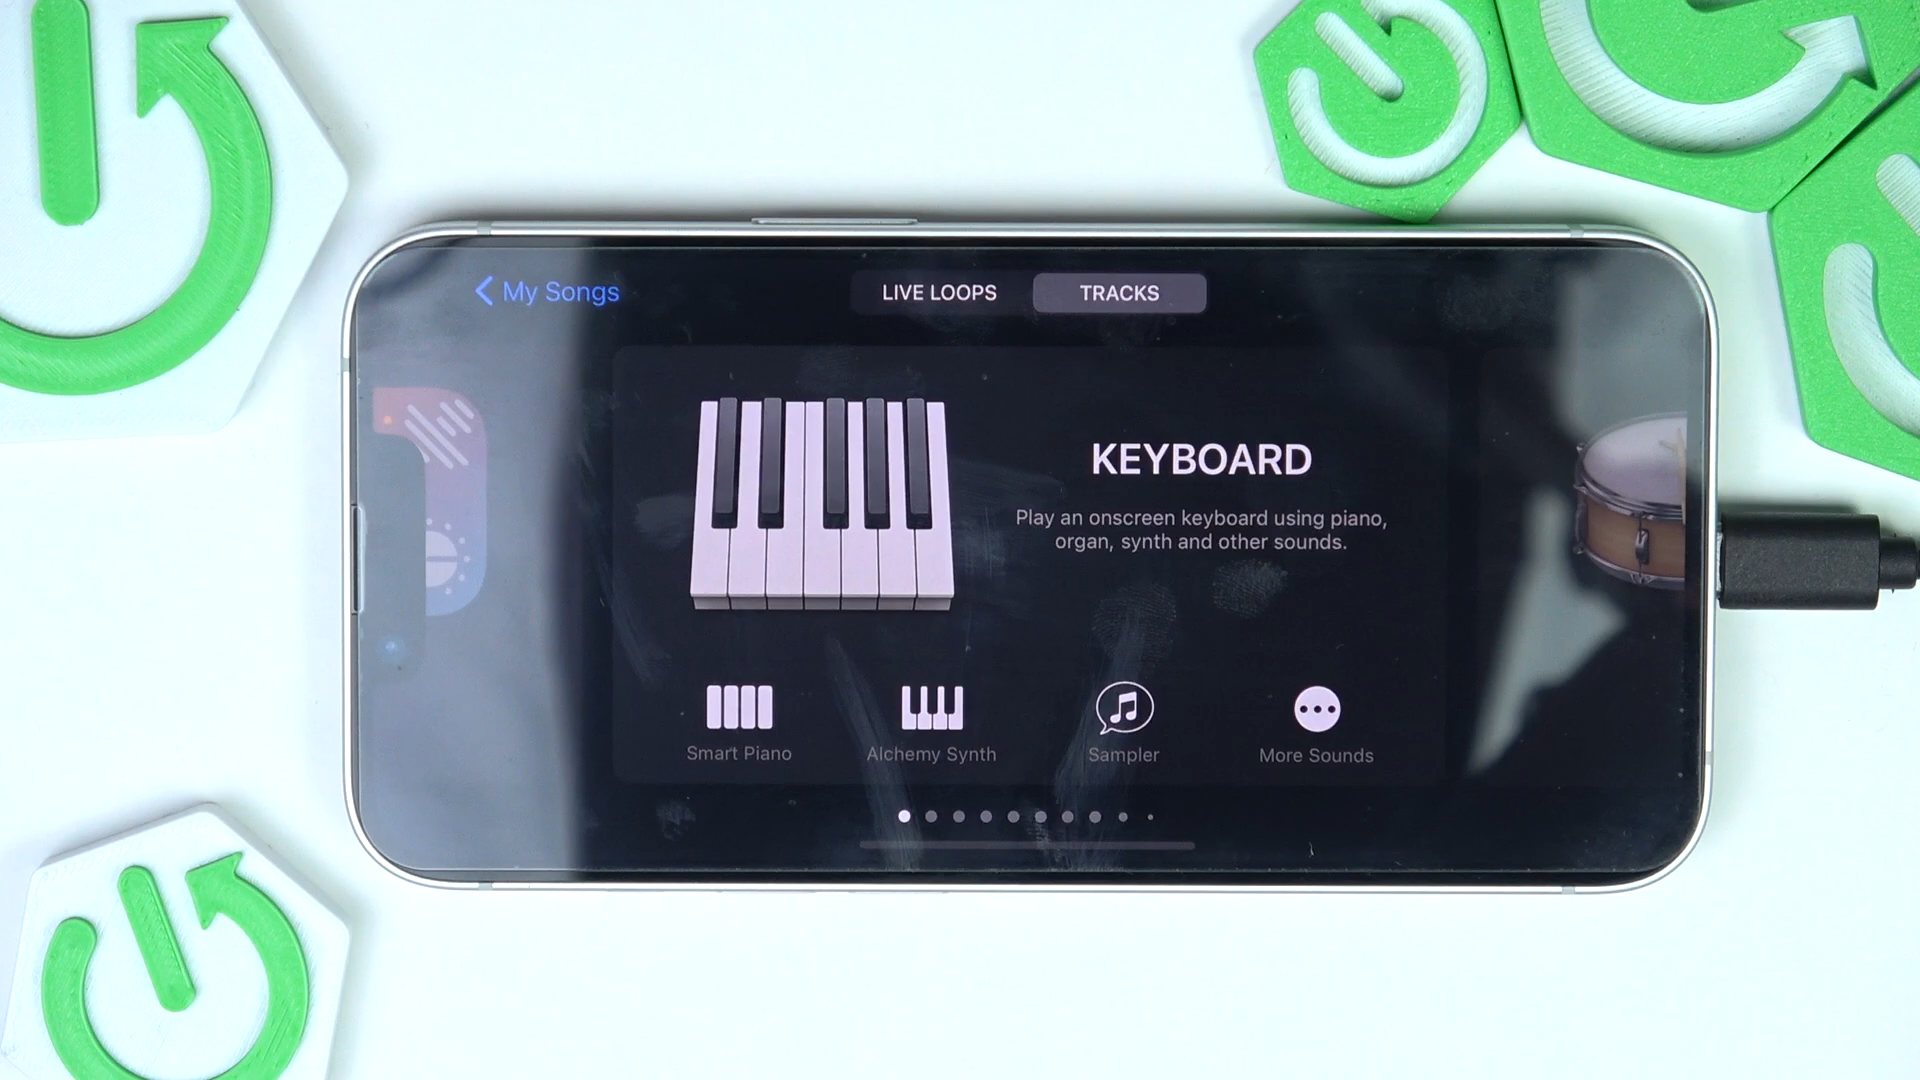 My Songs
LIVE LOOPS
TRACKS
KEYBOARD
Play an onscreen keyboard using piano,
organ, synth and other sounds.
Smart Piano
Alchemy Synth
Sampler
More Sounds